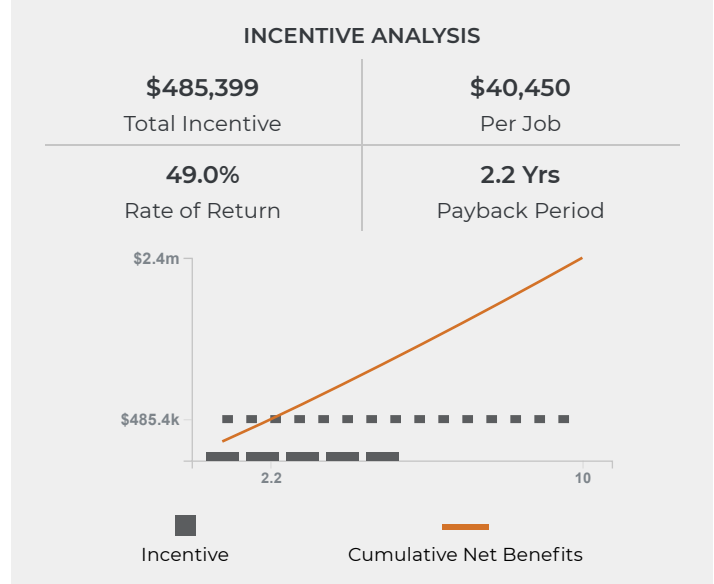 INCENTIVE ANALYSIS
$485,399
Total Incentive
$40,450
Per Job
49.0%
Rate of Return
2.2 Yrs
Payback Period
$2.4m
$485.4k
2.2
10
Incentive
Cumulative Net Benefits